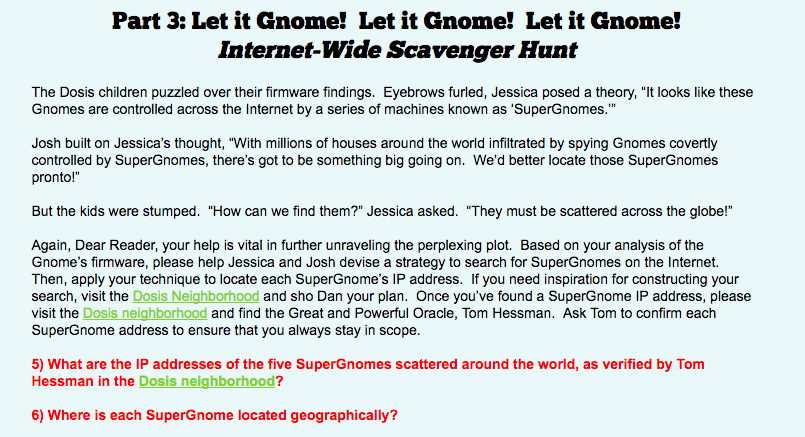 Part 3: Let it Gnome!  Let it Gnome!  Let it Gnome!
Internet-Wide Scavenger Hunt
The Dosis children puzzled over their firmware findings.  Eyebrows furled, Jessica posed a theory, “It looks like these
Gnomes are controlled across the Internet by a series of machines known as ‘SuperGnomes.’”
Josh built on Jessica’s thought, “With millions of houses around the world infiltrated by spying Gnomes covertly
controlled by SuperGnomes, there’s got to be something big going on.  We’d better locate those SuperGnomes
pronto!”
But the kids were stumped.  “How can we find them?” Jessica asked.  “They must be scattered across the globe!”
Again, Dear Reader, your help is vital in further unraveling the perplexing plot.  Based on your analysis of the
Gnome’s firmware, please help Jessica and Josh devise a strategy to search for SuperGnomes on the Internet.
Then, apply your technique to locate each SuperGnome’s IP address.  If you need inspiration for constructing your
search, visit the Dosis Neighborhood and sho Dan your plan.  Once you’ve found a SuperGnome IP address, please
visit the Dosis neighborhood and find the Great and Powerful Oracle, Tom Hessman.  Ask Tom to confirm each
SuperGnome address to ensure that you always stay in scope.
5) What are the IP addresses of the five SuperGnomes scattered around the world, as verified by Tom
Hessman in the Dosis neighborhood?
6) Where is each SuperGnome located geographically?